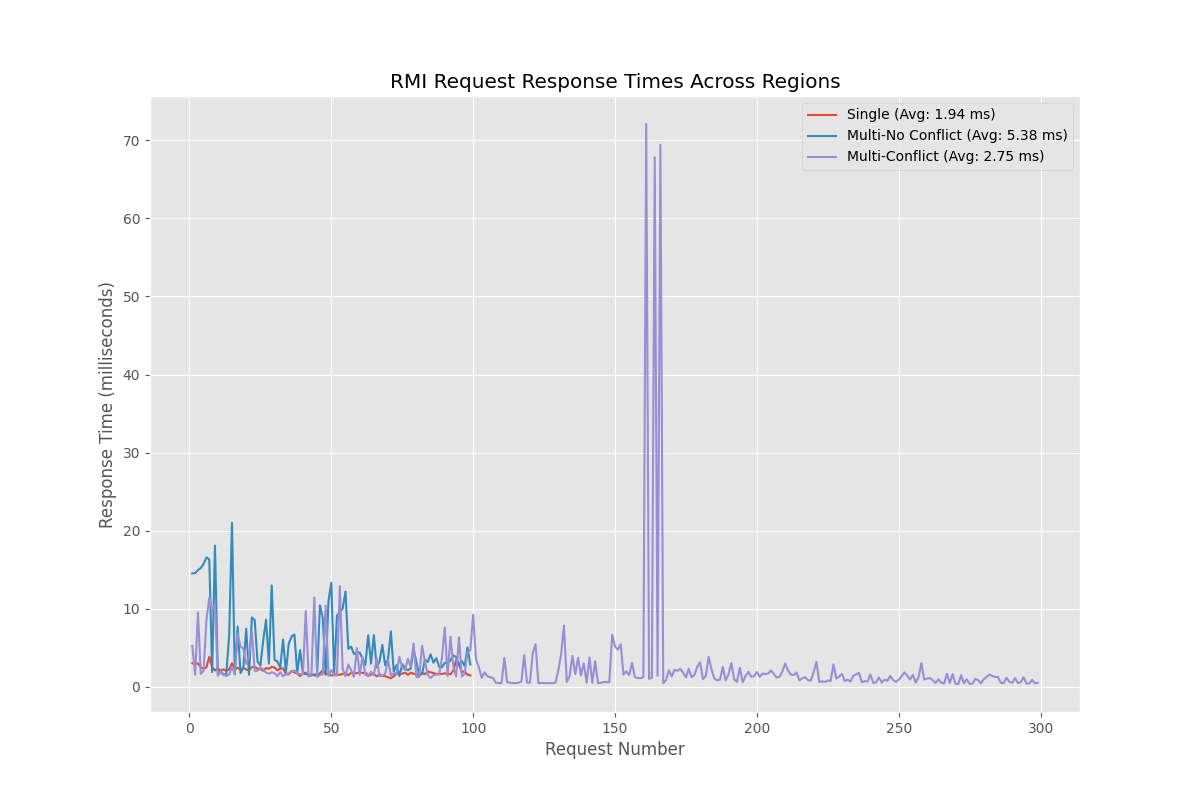 RMI Request Response Times Across Regions
Single (Avg: 1.94 ms)
Multi-No Conflict (Avg: 5.38 ms)
Multi-Conflict (Avg: 2.75 ms)
Response Time (milliseconds)
70
60
50
40
30
20
10
0
0 50 100 150 200 250 300
Request Number